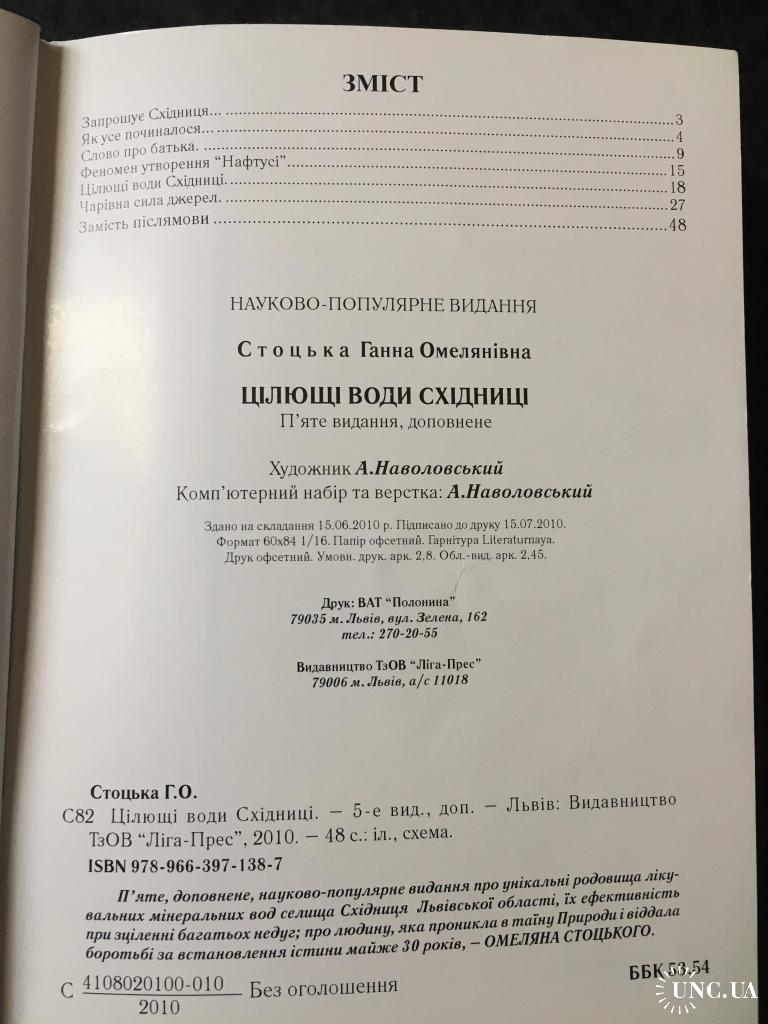 ЗМІСТ
Запрошує Східниця... 3
Як усе починалося... 4
Слово про батька. 9
Феномен утворення “Нафтусі” 15
Цілющі води Східниці. 18
Чарівна сила джерел. 27
Замість післямови 48
НАУКОВО-ПОПУЛЯРНЕ ВИДАННЯ
Стоцька Ганна Омелянівна
ЦІЛЮЩІ ВОДИ СХІДНИЦІ
П’яте видання, доповнене
Художник А.Наволовський
Комп’ютерний набір та верстка: А.Наволовський
Здано на складання 15.06.2010 р. Підписано до друку 15.07.2010.
Формат 60х84 1/16. Папір офсетний. Гарнітура Literaturnaya.
Друк офсетний. Умовн. друк. арк. 2,8. Обл.-вид. арк. 2,45.
Друк: ВАТ “Полонина”
79035 м. Львів, вул. Зелена, 162
тел.: 270-20-55
Видавництво ТзОВ “Ліга-Прес”
79006 м. Львів, а/с 11018
Стоцька Г.О.
С82 Цілющі води Східниці. – 5-е вид., доп. – Львів: Видавництво
ТзОВ “Ліга-Прес”, 2010. – 48 с.: іл., схема.
ISBN 978-966-397-138-7
П’яте, доповнене, науково-популярне видання про унікальні родовища ліку-
вальних мінеральних вод селища Східниця Львівської області, їх ефективність
при зціленні багатьох недуг; про людину, яка проникла в таїну Природи і віддала
боротьбі за встановлення істини майже 30 років, – ОМЕЛЯНА СТОЦЬКОГО.
ББК 53.54
С 4108020100-010 Без оголошення
2010
UNC.UA